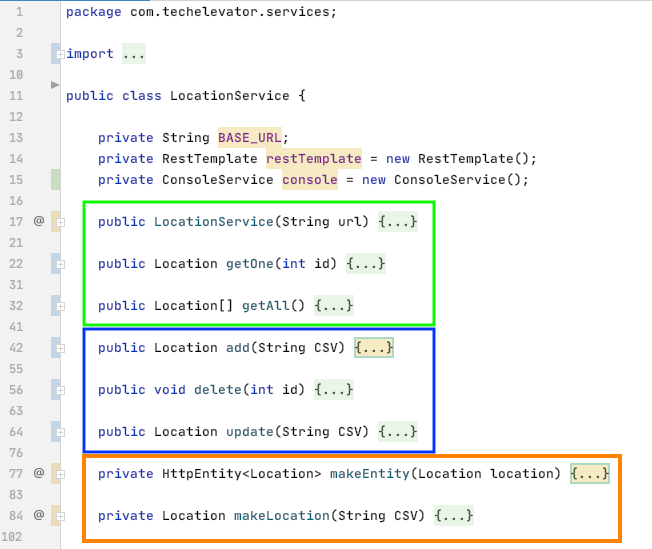 1 package com.techelevator.services;
2
3 import ...
10
11 public class LocationService {
12
13 private String BASE_URL;
14 private RestTemplate restTemplate = new RestTemplate();
15 private ConsoleService console = new ConsoleService();
16
17 @ public LocationService(String url) {...}
21
22 public Location getOne(int id) {...}
31
32 public Location[] getAll() {...}
41
42 public Location add(String CSV) {...}
55
56 public void delete(int id) {...}
63
64 public Location update(String CSV) {...}
76
77 @ private HttpEntity<Location> makeEntity(Location location) {...}
83
84 @ private Location makeLocation(String CSV) {...}
102